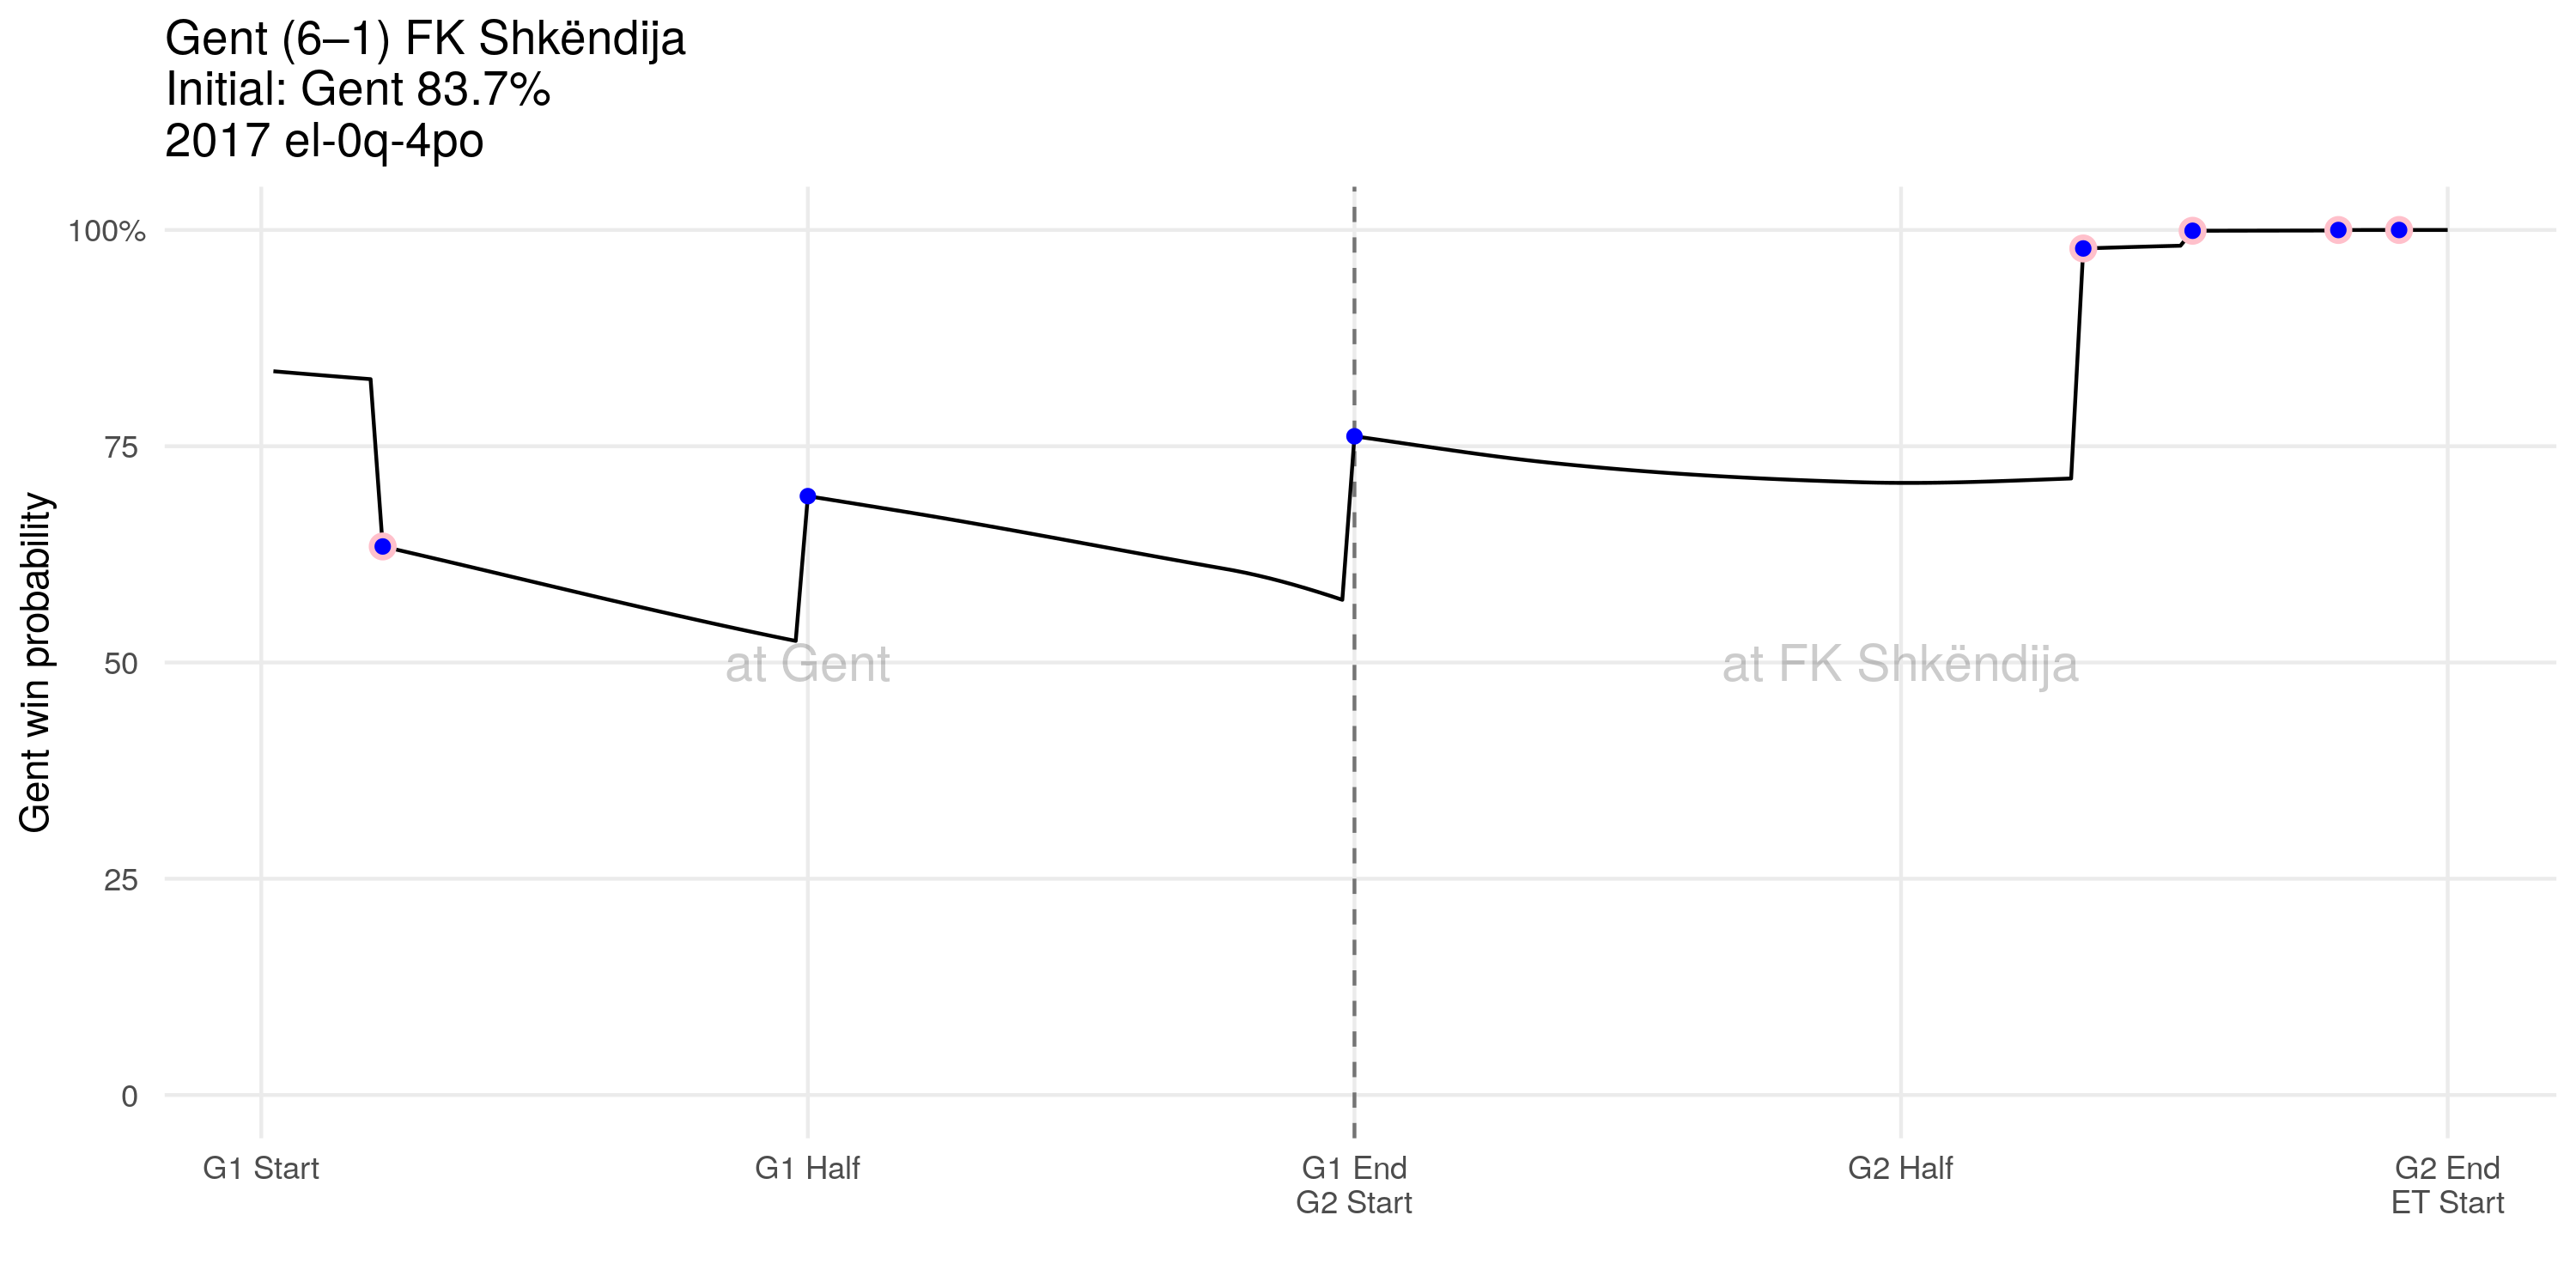 Gent (6–1) FK Shkëndija
Initial: Gent 83.7%
2017 el-0q-4po
Gent win probability
100%
75
50
25
0
at Gent
at FK Shkëndija
G1 Start
G1 Half
G1 End
G2 Start
G2 Half
G2 End
ET Start